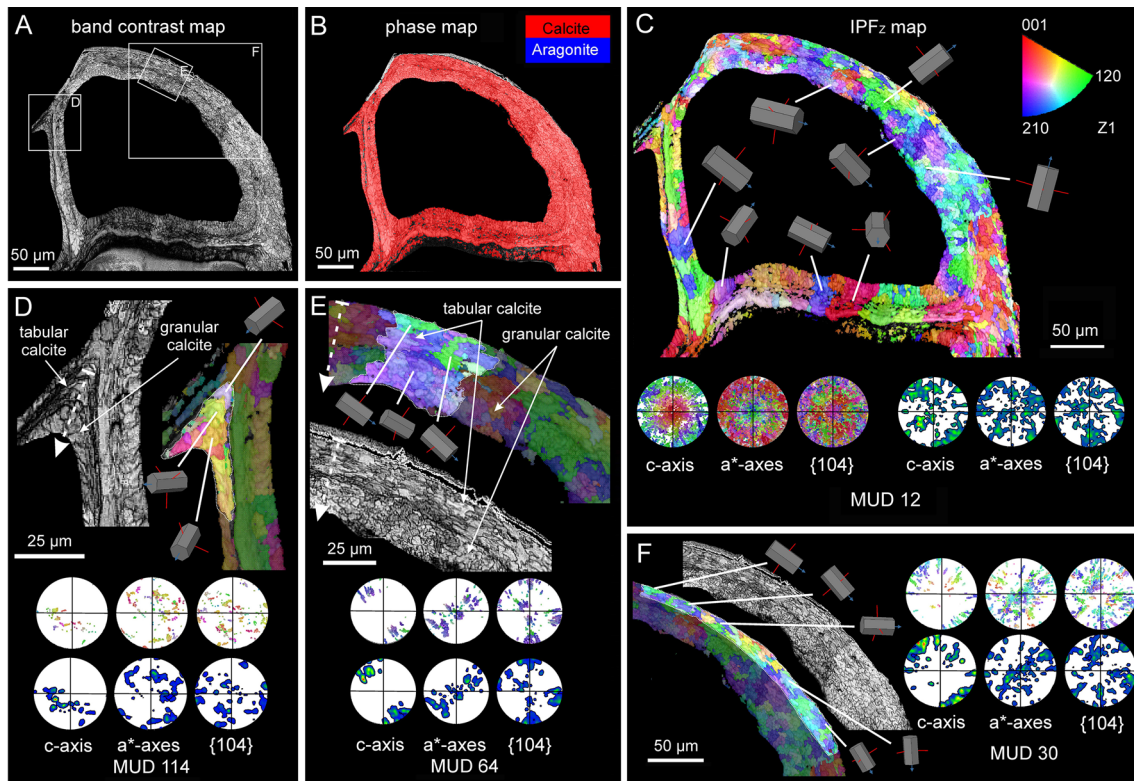 A
band contrast map
F
E
D
50 µm
B
phase map
Calcite
Aragonite
50 µm
C
IPFz map
001
120
210
Z1
50 µm
c-axis
a*-axes
{104}
c-axis
a*-axes
{104}
MUD 12
D
tabular
calcite
granular
calcite
25 µm
c-axis
a*-axes
{104}
MUD 114
E
tabular calcite
granular calcite
25 µm
c-axis
a*-axes
{104}
MUD 64
F
50 µm
c-axis
a*-axes
{104}
MUD 30